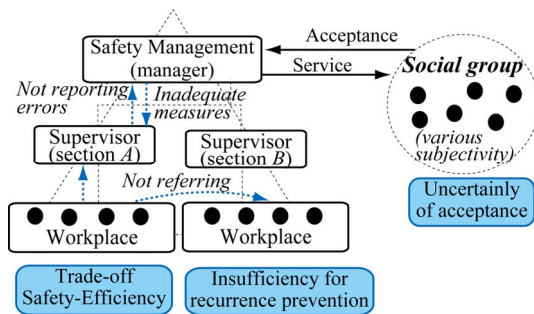 Safety Management
(manager)
Acceptance
Service
Social group
(various
subjectivity)
Uncertainly
of acceptance
Not reporting
errors
Inadequate
measures
Supervisor
(section A)
Supervisor
(section B)
Not referring
Workplace
Workplace
Trade-off
Safety-Efficiency
Insufficiency for
recurrence prevention